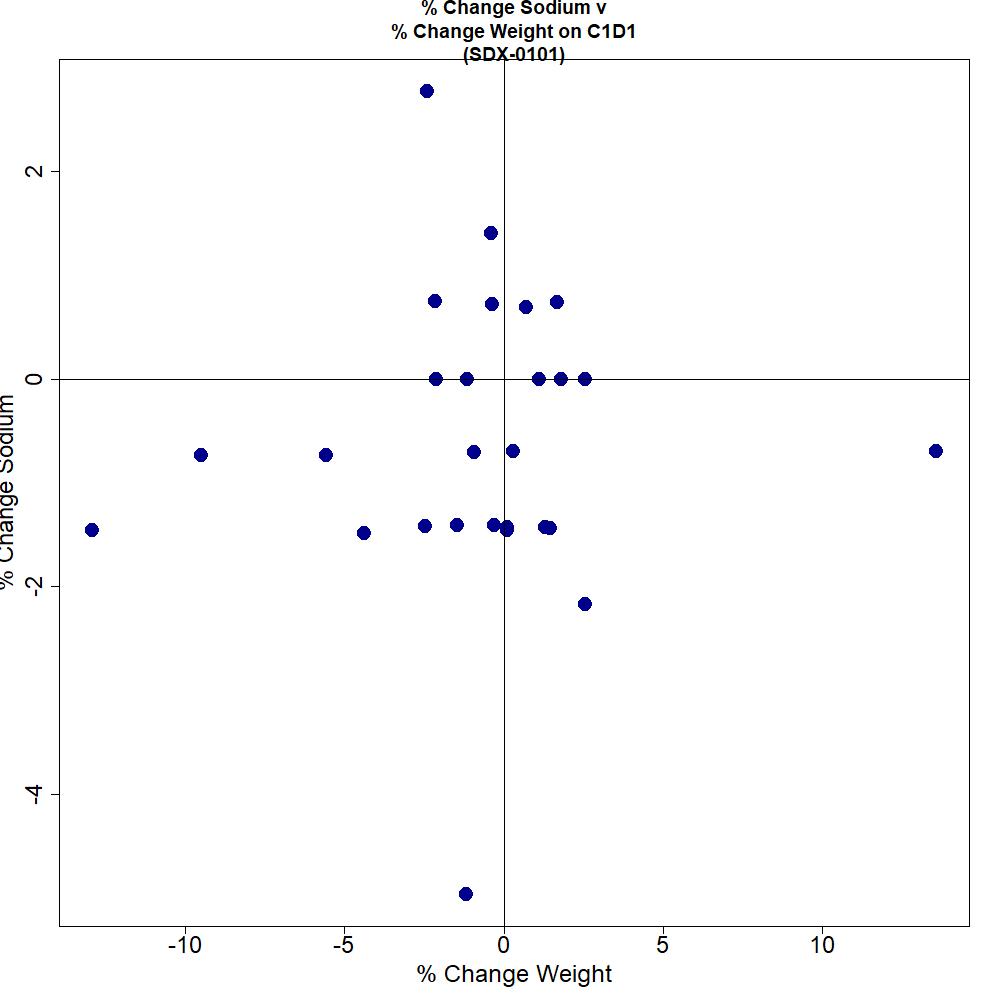 % Change Sodium v
% Change Weight on C1D1
(SDX-0101)
2
0
-2
-4
% Change Sodium
-10
-5
0
5
10
% Change Weight